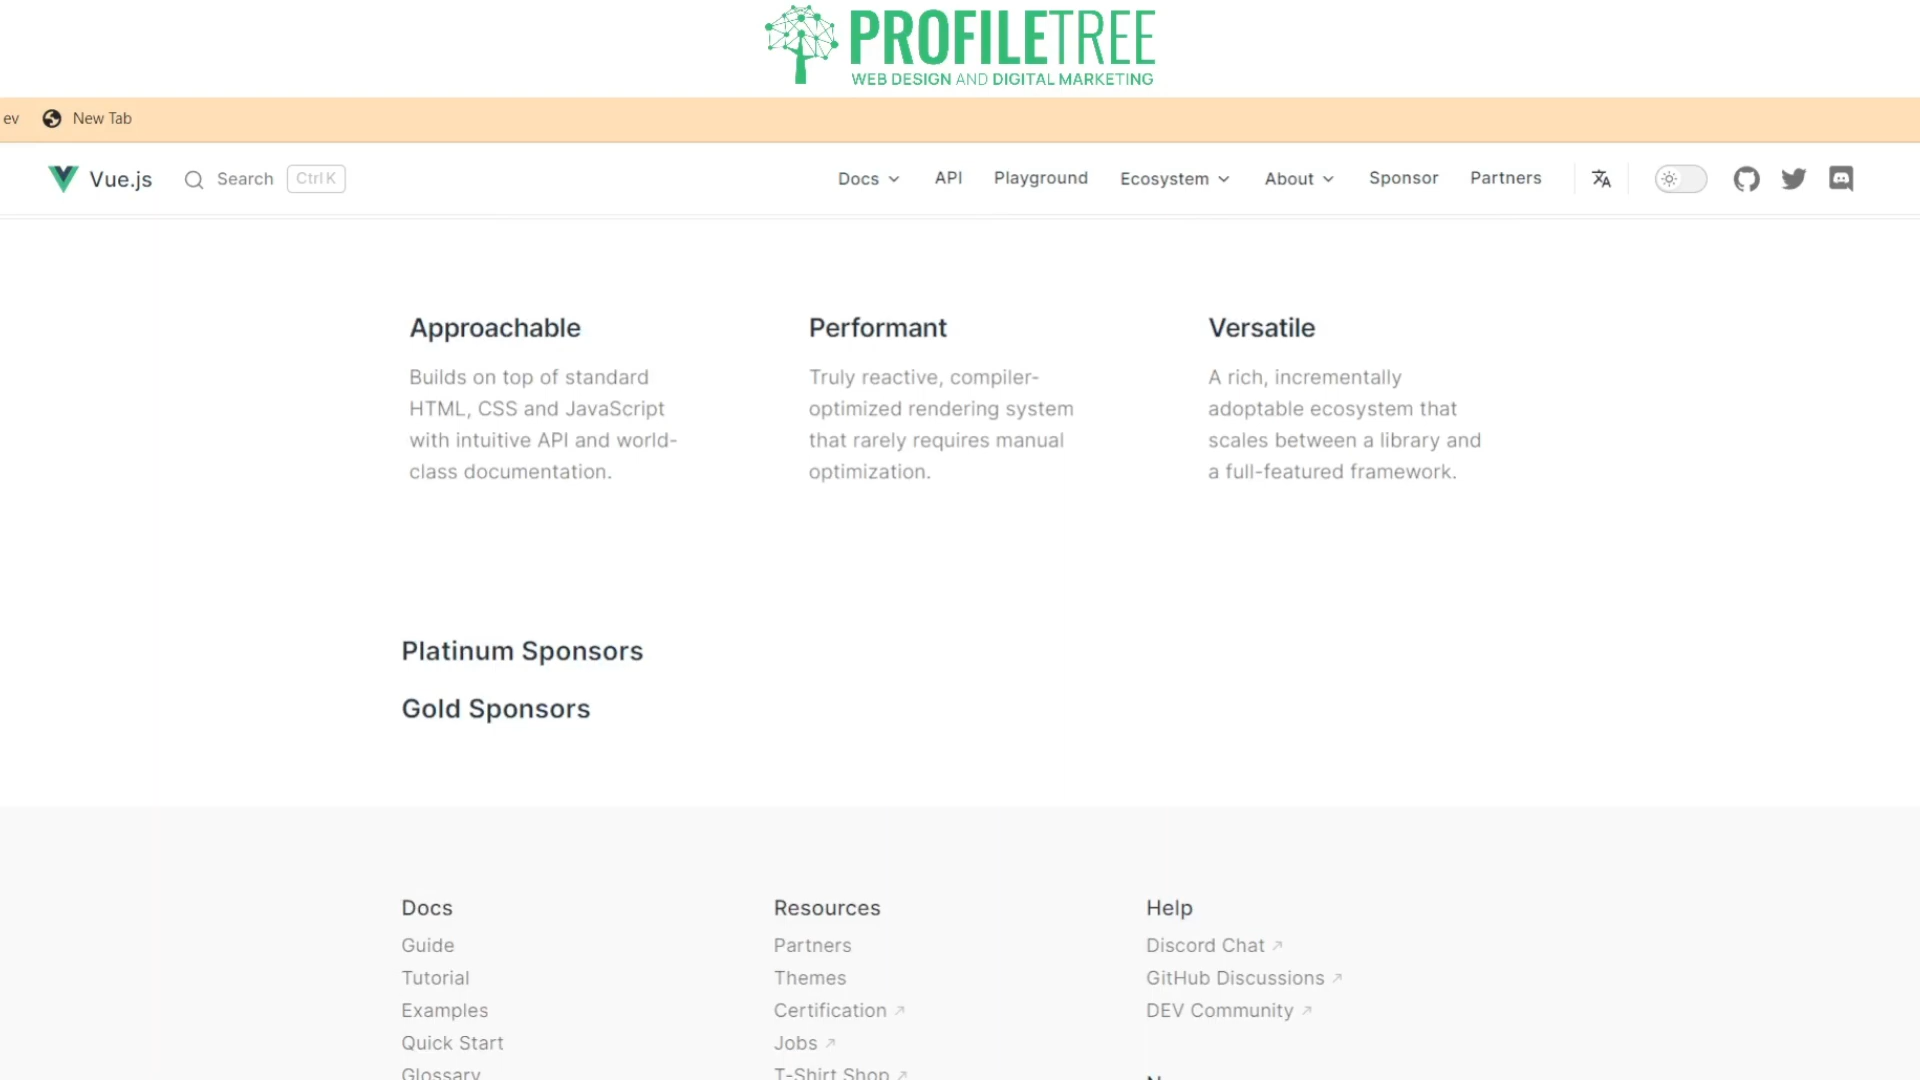 PROFILETREE
WEB DESIGN AND DIGITAL MARKETING
ev New Tab
Vue.js Search Ctrl K Docs API Playground Ecosystem About Sponsor Partners
Approachable
Builds on top of standard
HTML, CSS and JavaScript
with intuitive API and world-
class documentation.
Performant
Truly reactive, compiler-
optimized rendering system
that rarely requires manual
optimization.
Versatile
A rich, incrementally
adoptable ecosystem that
scales between a library and
a full-featured framework.
Platinum Sponsors
Gold Sponsors
Docs
Guide
Tutorial
Examples
Quick Start
Glossary
Resources
Partners
Themes
Certification
Jobs
T-Shirt Shop
Help
Discord Chat
GitHub Discussions
DEV Community